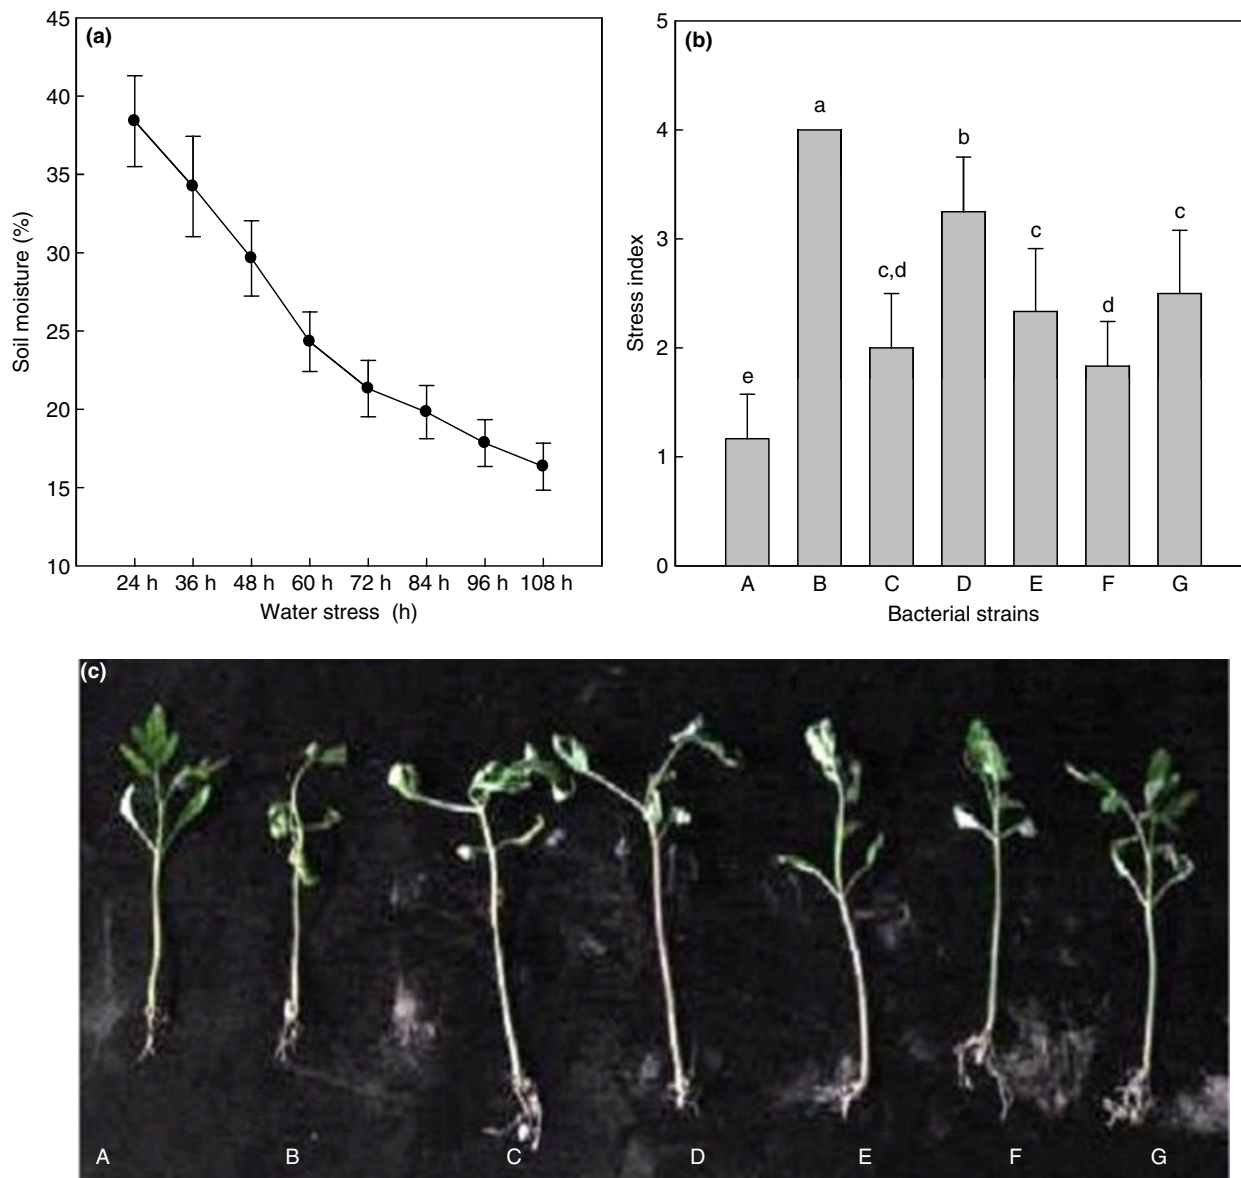 (a)
45
40
35
30
25
20
15
10
Soil moisture (%)
24 h 36 h 48 h 60 h 72 h 84 h 96 h 108 h
Water stress (h)
(b)
5
4
3
2
1
0
Stress index
e
a
c,d
b
c
d
c
A B C D E F G
Bacterial strains
(c)
A B C D E F G